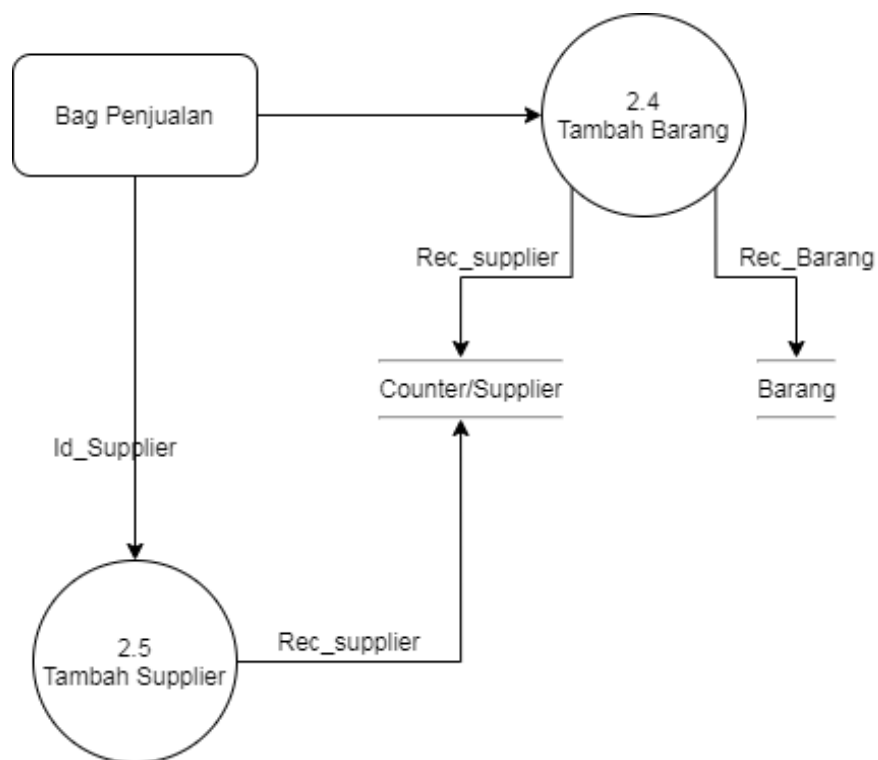 Bag Penjualan
2.4
Tambah Barang
Rec_supplier
Rec_Barang
Counter/Supplier
Barang
Id_Supplier
2.5
Tambah Supplier
Rec_supplier